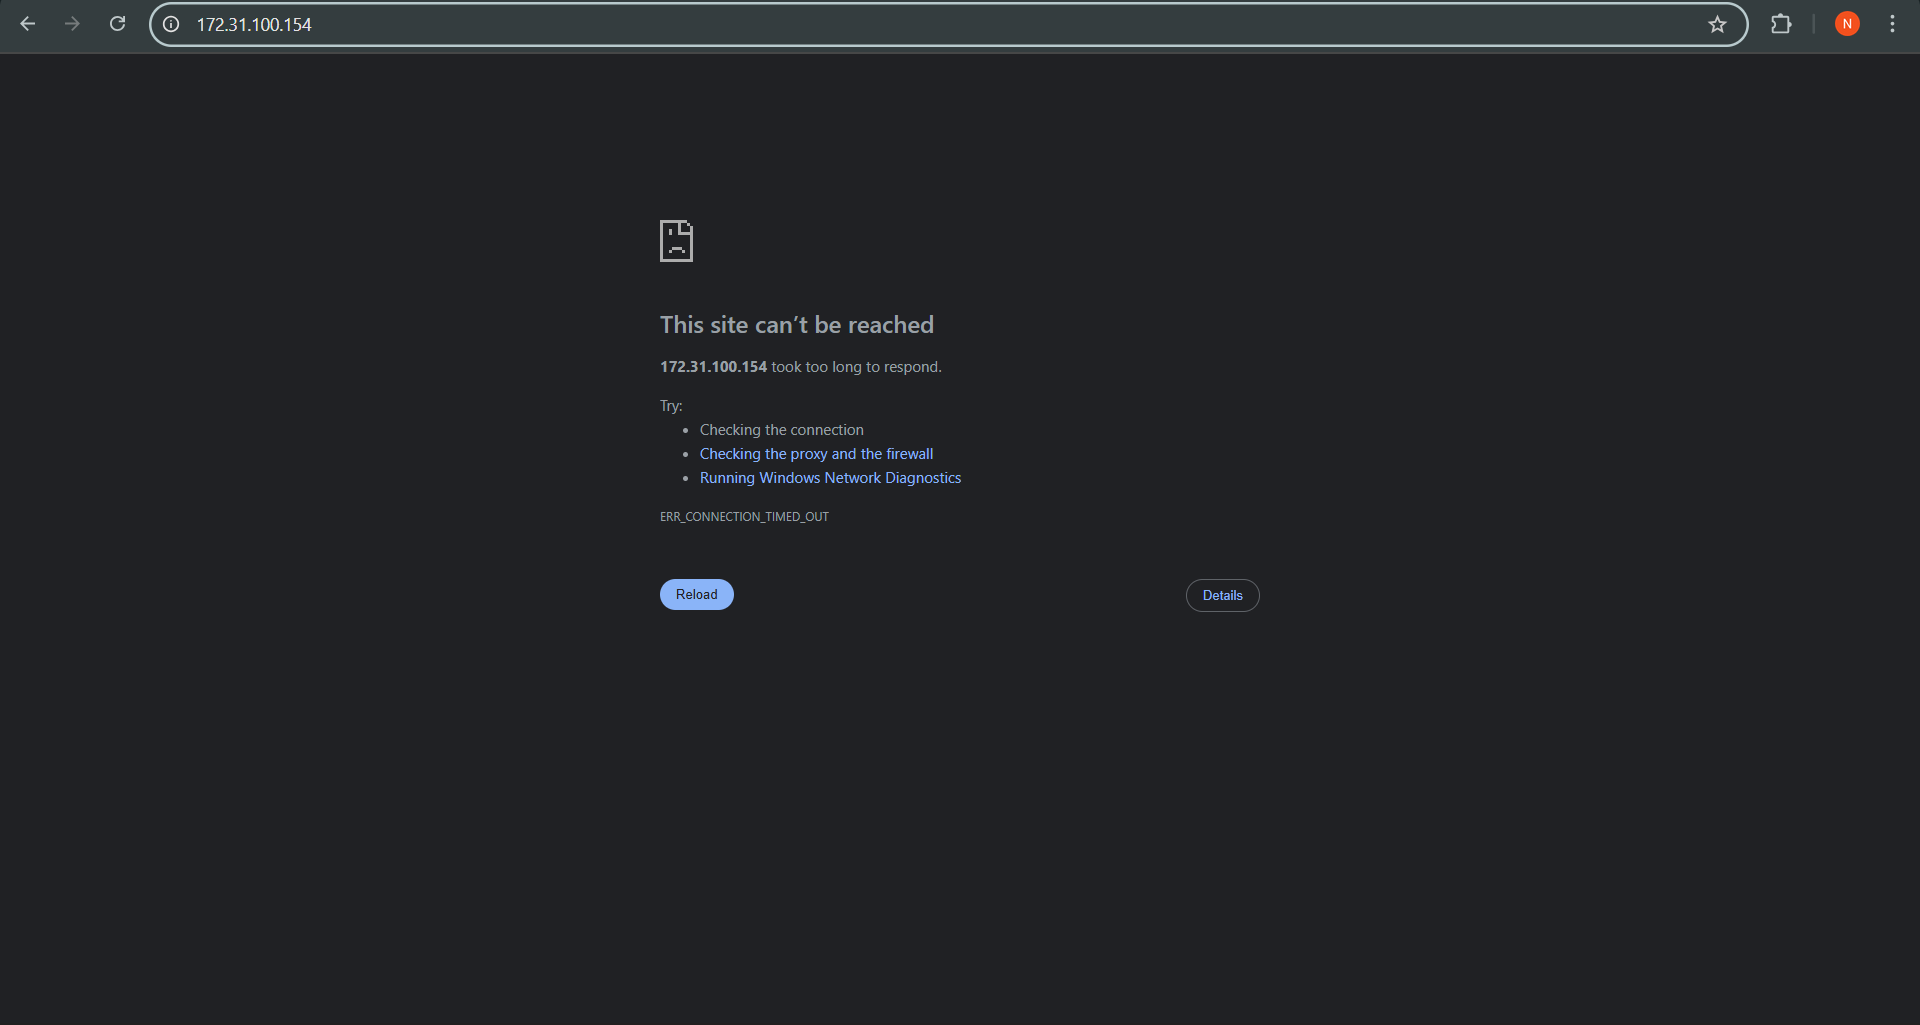 172.31.100.154
N
This site can’t be reached
172.31.100.154 took too long to respond.
Try:
• Checking the connection
• Checking the proxy and the firewall
• Running Windows Network Diagnostics
ERR_CONNECTION_TIMED_OUT
Reload
Details